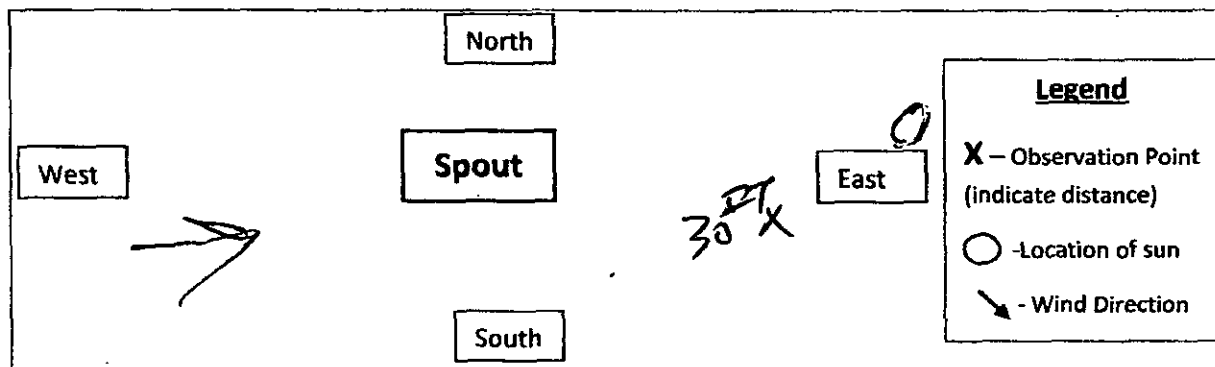 North
West
Spout
30 FT X
East
South
Legend
X – Observation Point
(indicate distance)
-Location of sun
- Wind Direction